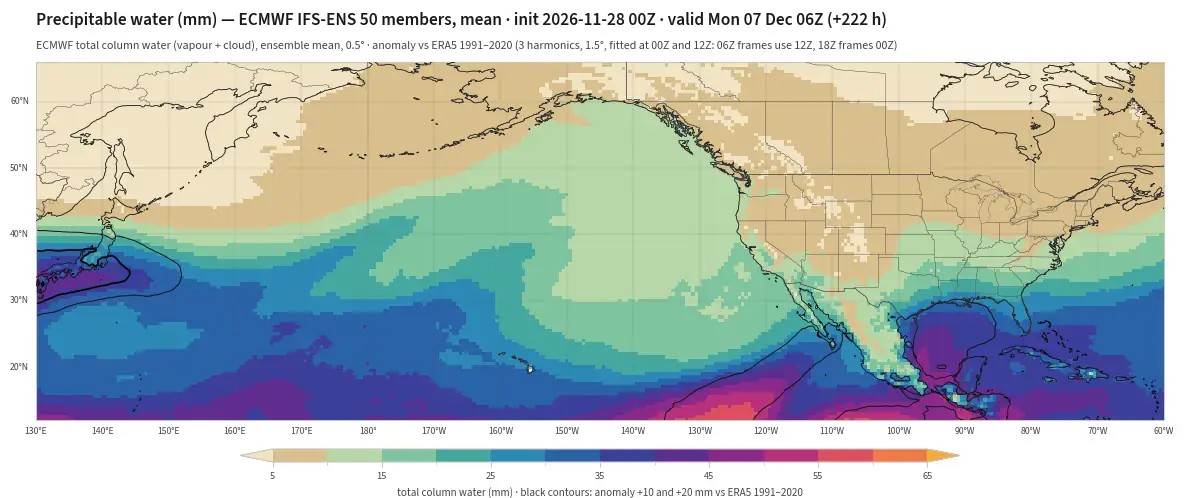 Precipitable water (mm) — ECMWF IFS-ENS 50 members, mean · init 2026-11-28 00Z · valid Mon 07 Dec 06Z (+222 h)
ECMWF total column water (vapour + cloud), ensemble mean, 0.5° · anomaly vs ERA5 1991–2020 (3 harmonics, 1.5°, fitted at 00Z and 12Z: 06Z frames use 12Z, 18Z frames 00Z)
60°N
50°N
40°N
30°N
20°N
130°E 140°E 150°E 160°E 170°E 180° 170°W 160°W 150°W 140°W 130°W 120°W 110°W 100°W 90°W 80°W 70°W 60°W
5 15 25 35 45 55 65
total column water (mm) · black contours: anomaly +10 and +20 mm vs ERA5 1991–2020